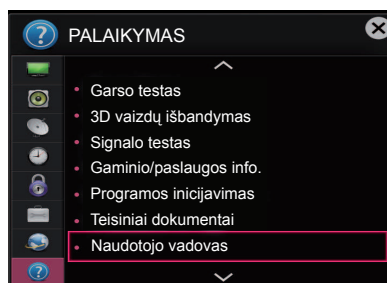 PALAIKYMAS
• Garso testas
• 3D vaizdų išbandymas
• Signalo testas
• Gaminio/paslaugos info.
• Programos inicijavimas
• Teisiniai dokumentai
• Naudotojo vadovas